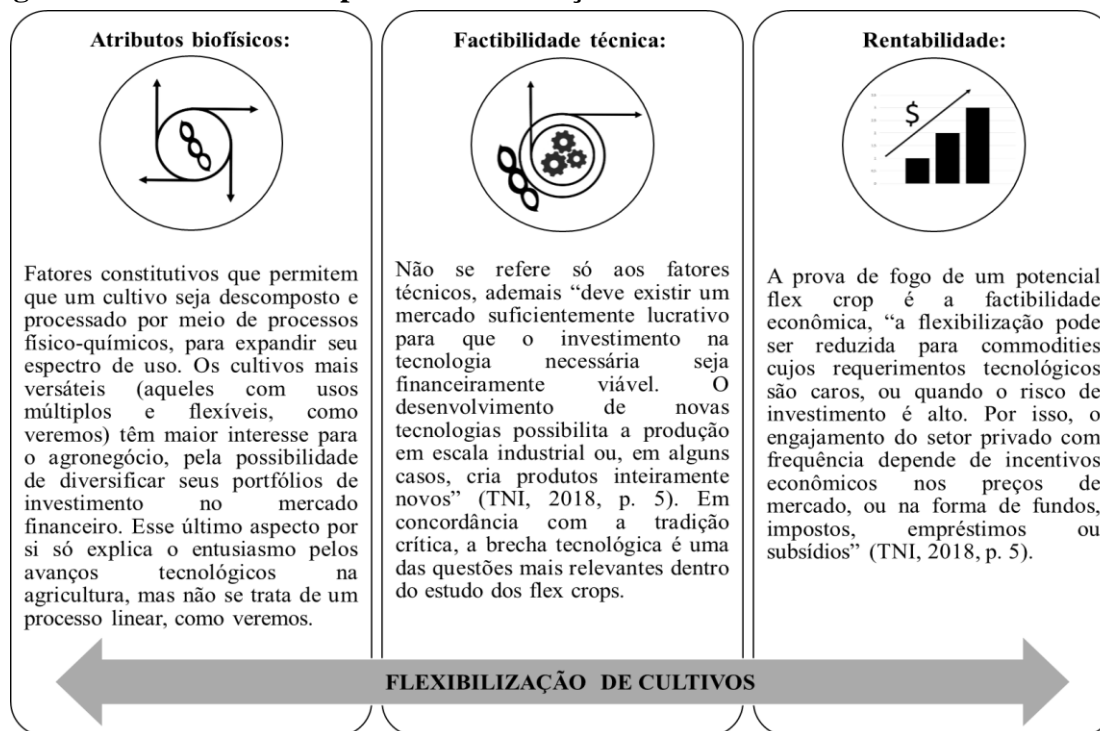 Atributos biofísicos:
Fatores constitutivos que permitem
que um cultivo seja descomposto e
processado por meio de processos
físico-químicos, para expandir seu
espectro de uso. Os cultivos mais
versáteis (aqueles com usos
múltiplos e flexíveis, como
veremos) têm maior interesse para
o agronegócio, pela possibilidade
de diversificar seus portfólios de
investimento no mercado
financeiro. Esse último aspecto por
si só explica o entusiasmo pelos
avanços tecnológicos na
agricultura, mas não se trata de um
processo linear, como veremos.
Factibilidade técnica:
Não se refere só aos fatores
técnicos, ademais “deve existir um
mercado suficientemente lucrativo
para que o investimento na
tecnologia necessária seja
financeiramente viável. O
desenvolvimento de novas
tecnologias possibilita a produção
em escala industrial ou, em alguns
casos, cria produtos inteiramente
novos” (TNI, 2018, p. 5). Em
concordância com a tradição
crítica, a brecha tecnológica é uma
das questões mais relevantes dentro
do estudo dos flex crops.
Rentabilidade:
$
A prova de fogo de um potencial
flex crop é a factibilidade
econômica, “a flexibilização pode
ser reduzida para commodities
cujos requerimentos tecnológicos
são caros, ou quando o risco de
investimento é alto. Por isso, o
engajamento do setor privado com
frequência depende de incentivos
econômicos nos preços de
mercado, ou na forma de fundos,
impostos, empréstimos ou
subsídios” (TNI, 2018, p. 5).
FLEXIBILIZAÇÃO DE CULTIVOS